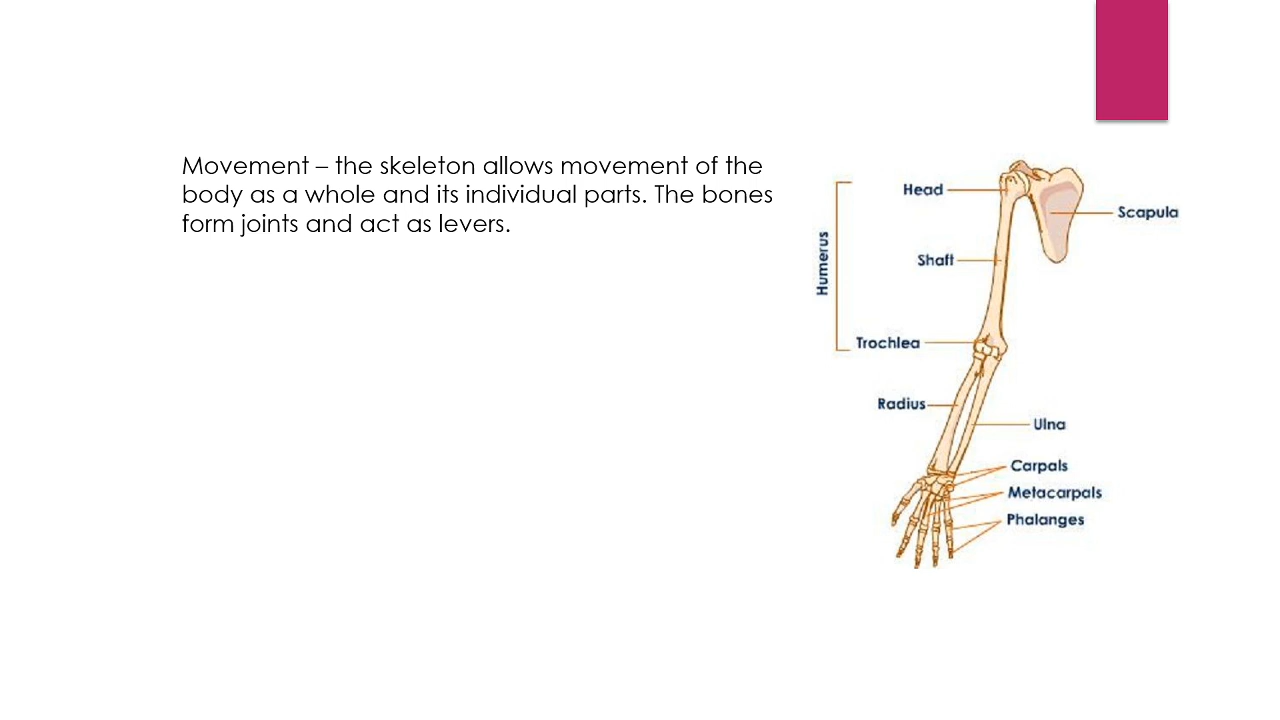 Movement – the skeleton allows movement of the
body as a whole and its individual parts. The bones
form joints and act as levers.
Humerus
Head
Scapula
Shaft
Trochlea
Radius
Ulna
Carpals
Metacarpals
Phalanges